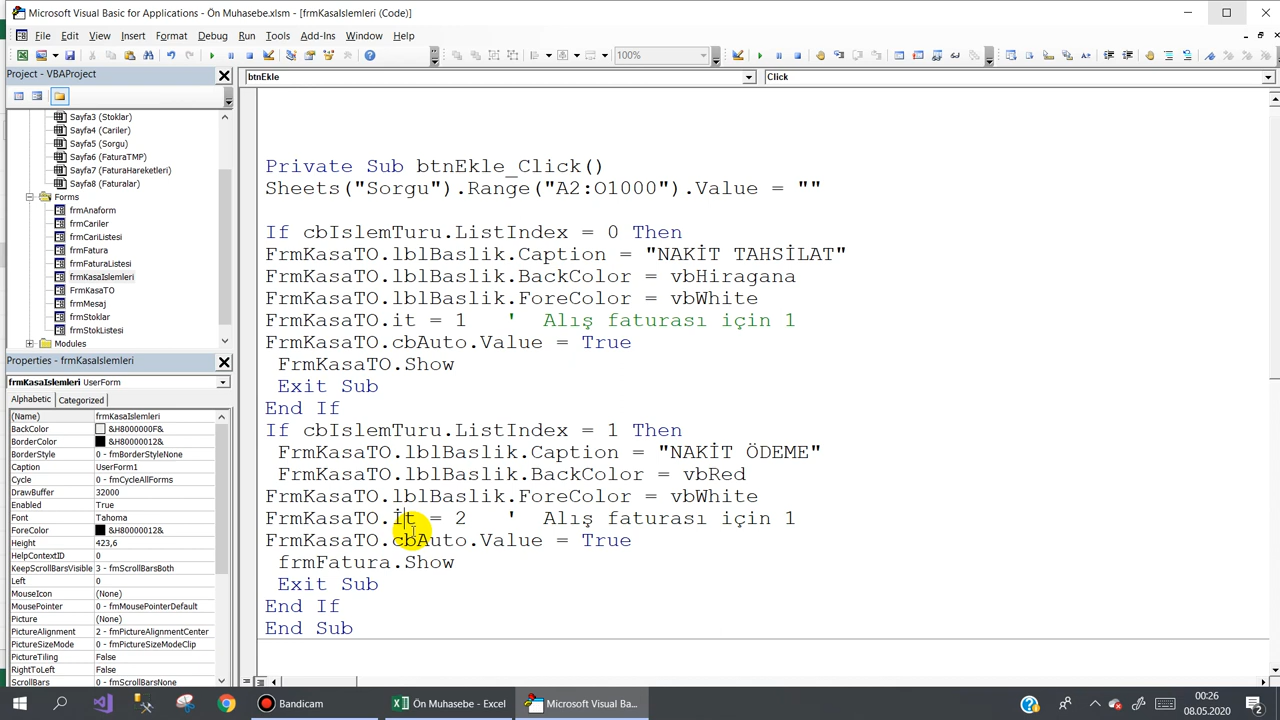 Microsoft Visual Basic for Applications - Ön Muhasebe.xlsm - [frmKasaIslemleri (Code)]
File Edit View Insert Format Debug Run Tools Add-Ins Window Help
100%
Project - VBAProject
btnEkle
Click
Sayfa3 (Stoklar)
Sayfa4 (Cariler)
Sayfa5 (Sorgu)
Sayfa6 (FaturaTMP)
Sayfa7 (FaturaHareketleri)
Sayfa8 (Faturalar)
Forms
frmAnaform
frmCariler
frmCariListesi
frmFatura
frmFaturaListesi
frmKasaIslemleri
FrmKasaTO
frmMesaj
frmStoklar
frmStokListesi
Modules
Properties - frmKasaIslemleri
frmKasaIslemleri UserForm
Alphabetic Categorized
(Name) frmKasaIslemleri
BackColor &H8000000F&
BorderColor &H80000012&
BorderStyle 0 - fmBorderStyleNone
Caption UserForm1
Cycle 0 - fmCycleAllForms
DrawBuffer 32000
Enabled True
Font Tahoma
ForeColor &H80000012&
Height 423,6
HelpContextID 0
KeepScrollBarsVisible 3 - fmScrollBarsBoth
Left 0
MouseIcon (None)
MousePointer 0 - fmMousePointerDefault
Picture (None)
PictureAlignment 2 - fmPictureAlignmentCenter
PictureSizeMode 0 - fmPictureSizeModeClip
PictureTiling False
RightToLeft False
ScrollBars 0 - fmScrollBarsNone
Private Sub btnEkle_Click()
Sheets("Sorgu").Range("A2:O1000").Value = ""
If cbIslemTuru.ListIndex = 0 Then
FrmKasaTO.lblBaslik.Caption = "NAKİT TAHSİLAT"
FrmKasaTO.lblBaslik.BackColor = vbHiragana
FrmKasaTO.lblBaslik.ForeColor = vbWhite
FrmKasaTO.it = 1 ' Alış faturası için 1
FrmKasaTO.cbAuto.Value = True
FrmKasaTO.Show
Exit Sub
End If
If cbIslemTuru.ListIndex = 1 Then
FrmKasaTO.lblBaslik.Caption = "NAKİT ÖDEME"
FrmKasaTO.lblBaslik.BackColor = vbRed
FrmKasaTO.lblBaslik.ForeColor = vbWhite
FrmKasaTO.it = 2 ' Alış faturası için 1
FrmKasaTO.cbAuto.Value = True
frmFatura.Show
Exit Sub
End If
End Sub
Bandicam
Ön Muhasebe - Excel
Microsoft Visual Ba...
00:26
08.05.2020
2